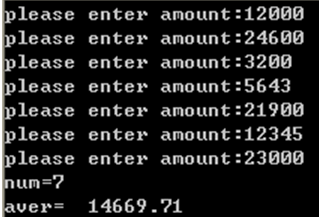 please enter amount:12000
please enter amount:24600
please enter amount:3200
please enter amount:5643
please enter amount:21900
please enter amount:12345
please enter amount:23000
num=7
aver=  14669.71